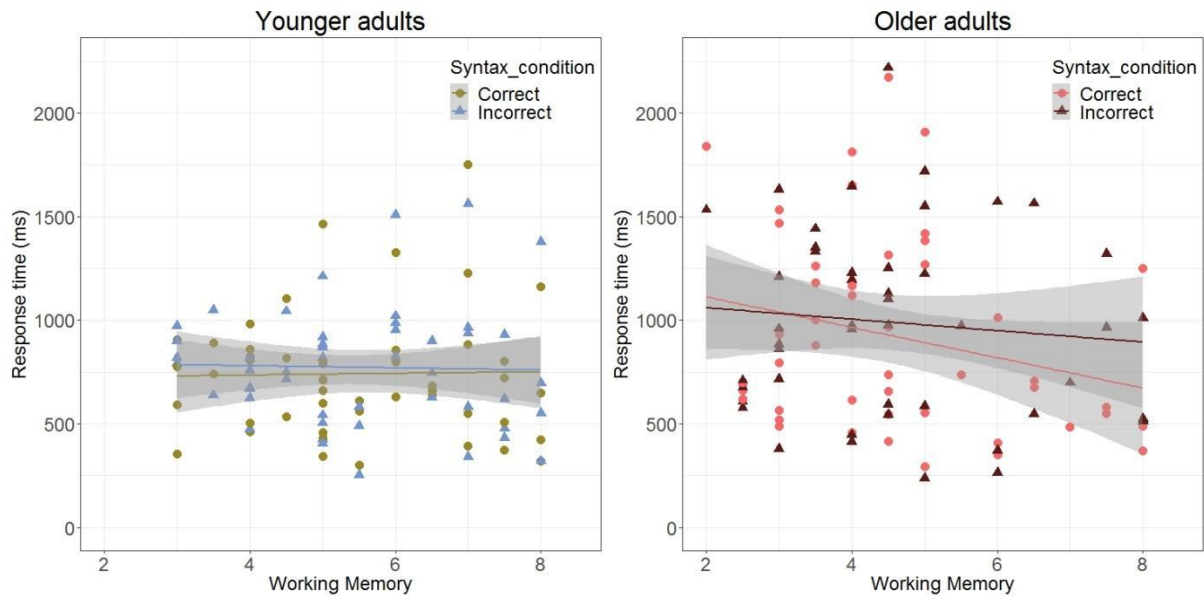 Younger adults
Syntax_condition
Correct
Incorrect
2000
1500
1000
500
0
Response time (ms)
2
4
6
8
Working Memory
Older adults
Syntax_condition
Correct
Incorrect
2000
1500
1000
500
0
Response time (ms)
2
4
6
8
Working Memory